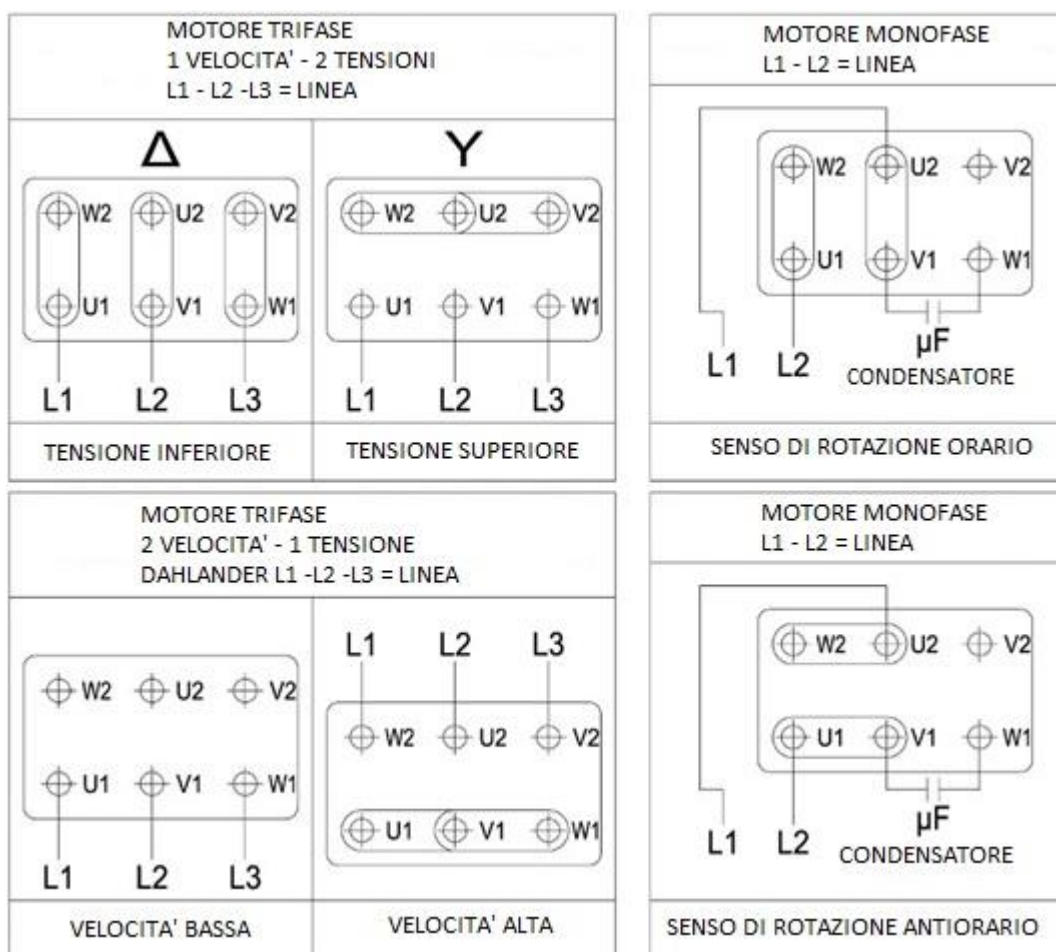 MOTORE TRIFASE
1 VELOCITA' - 2 TENSIONI
L1 - L2 -L3 = LINEA
Δ
W2 U2 V2
U1 V1 W1
L1 L2 L3
TENSIONE INFERIORE
Y
W2 U2 V2
U1 V1 W1
L1 L2 L3
TENSIONE SUPERIORE
MOTORE MONOFASE
L1 - L2 = LINEA
W2 U2 V2
U1 V1 W1
µF
L1 L2 CONDENSATORE
SENSO DI ROTAZIONE ORARIO
MOTORE TRIFASE
2 VELOCITA' - 1 TENSIONE
DAHLANDER L1 -L2 -L3 = LINEA
W2 U2 V2
U1 V1 W1
L1 L2 L3
VELOCITA' BASSA
L1 L2 L3
W2 U2 V2
U1 V1 W1
VELOCITA' ALTA
MOTORE MONOFASE
L1 - L2 = LINEA
W2 U2 V2
U1 V1 W1
µF
L1 L2 CONDENSATORE
SENSO DI ROTAZIONE ANTIORARIO